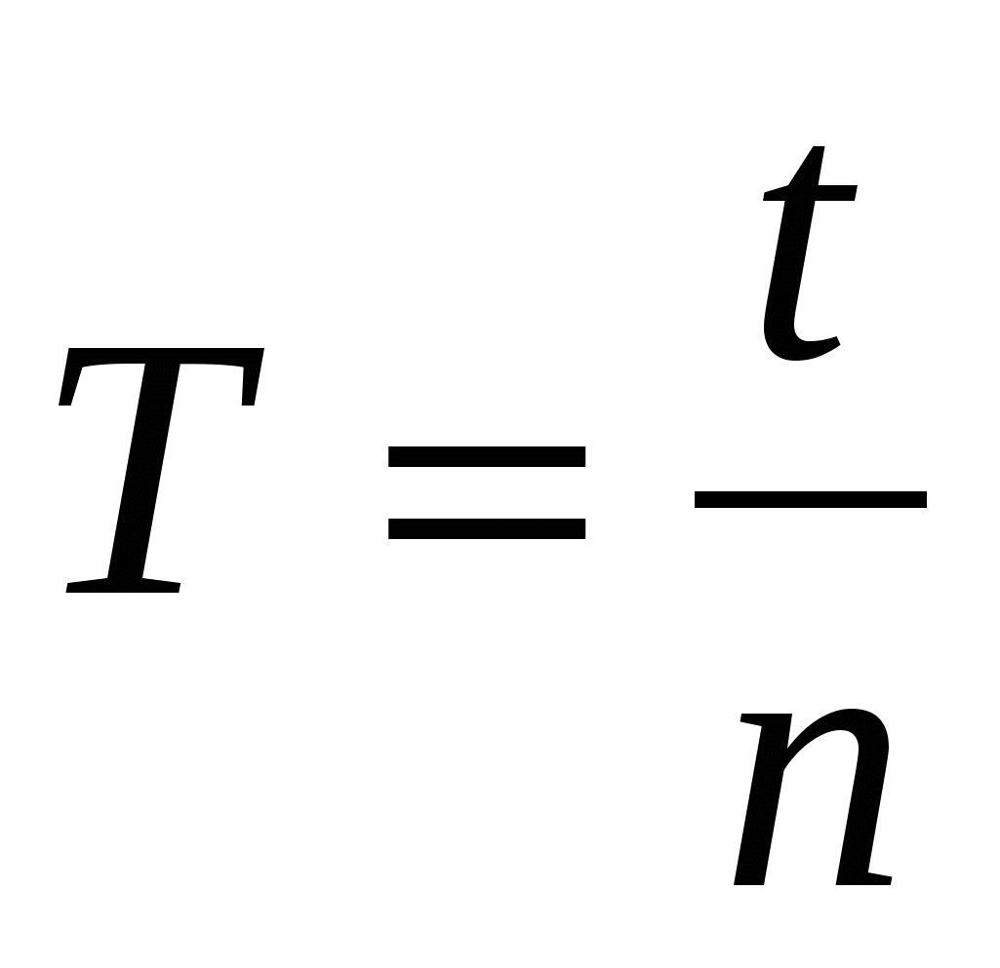 T = t/n